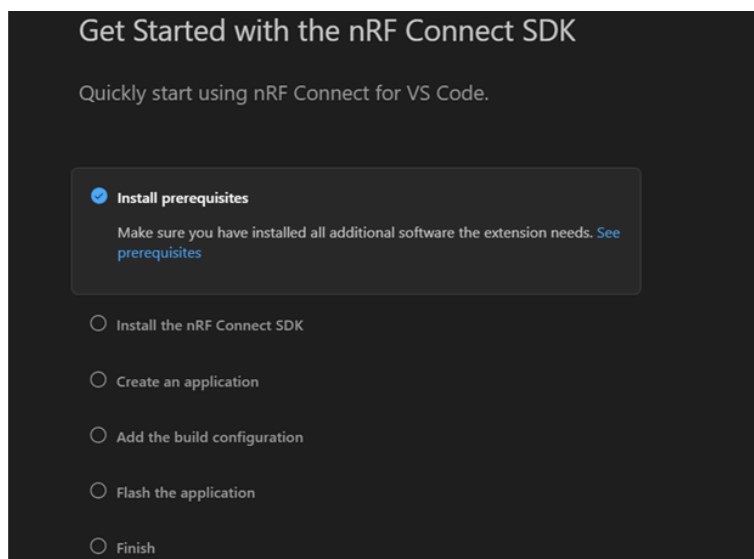 Get Started with the nRF Connect SDK
Quickly start using nRF Connect for VS Code.
Install prerequisites
Make sure you have installed all additional software the extension needs. See
prerequisites
Install the nRF Connect SDK
Create an application
Add the build configuration
Flash the application
Finish